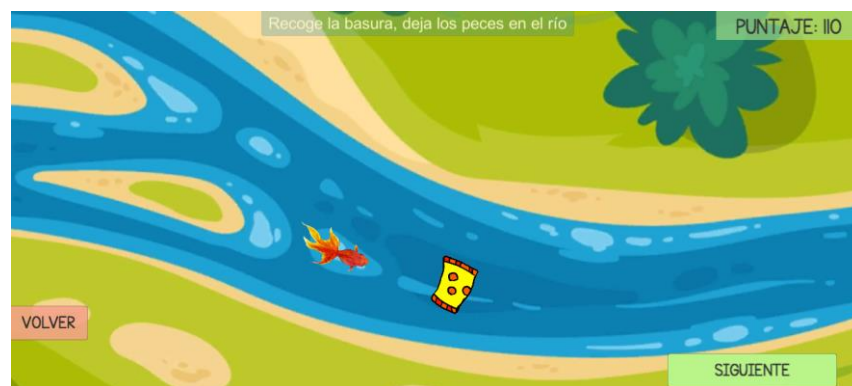 Recoge la basura, deja los peces en el río
PUNTAJE: 110
VOLVER
SIGUIENTE